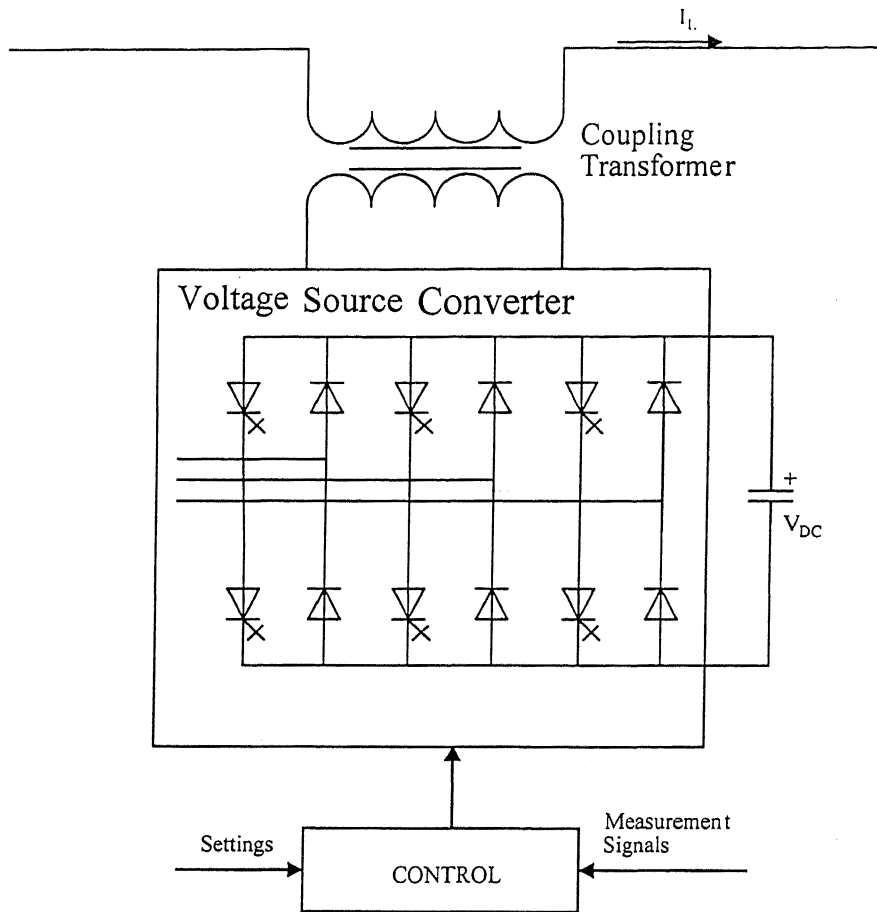 I_L.
Coupling
Transformer
Voltage Source Converter
+
V_DC
Settings
Measurement
Signals
CONTROL